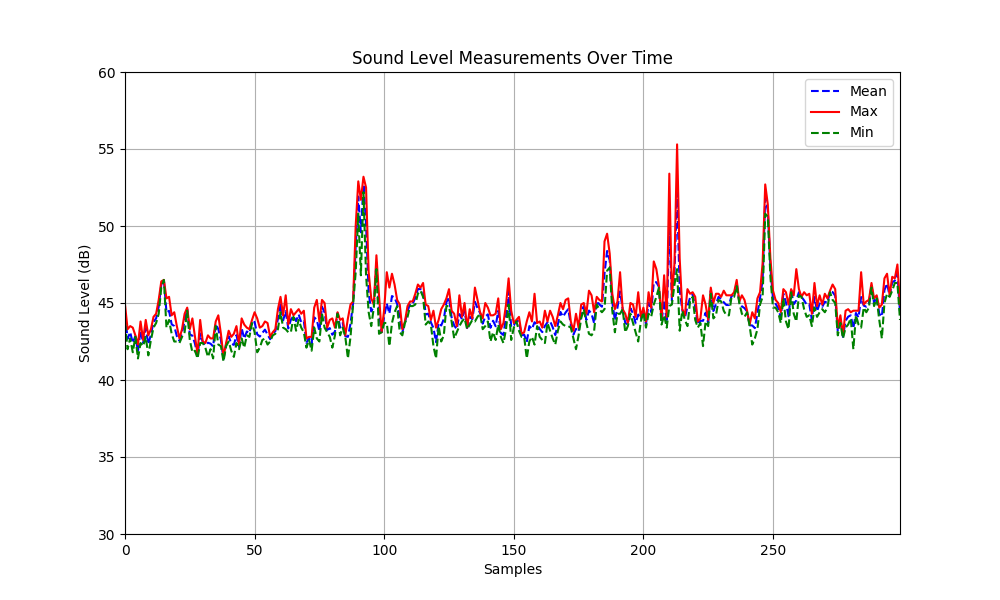 Sound Level Measurements Over Time
60
55
50
45
40
35
30
Sound Level (dB)
0 50 100 150 200 250
Samples
Mean
Max
Min